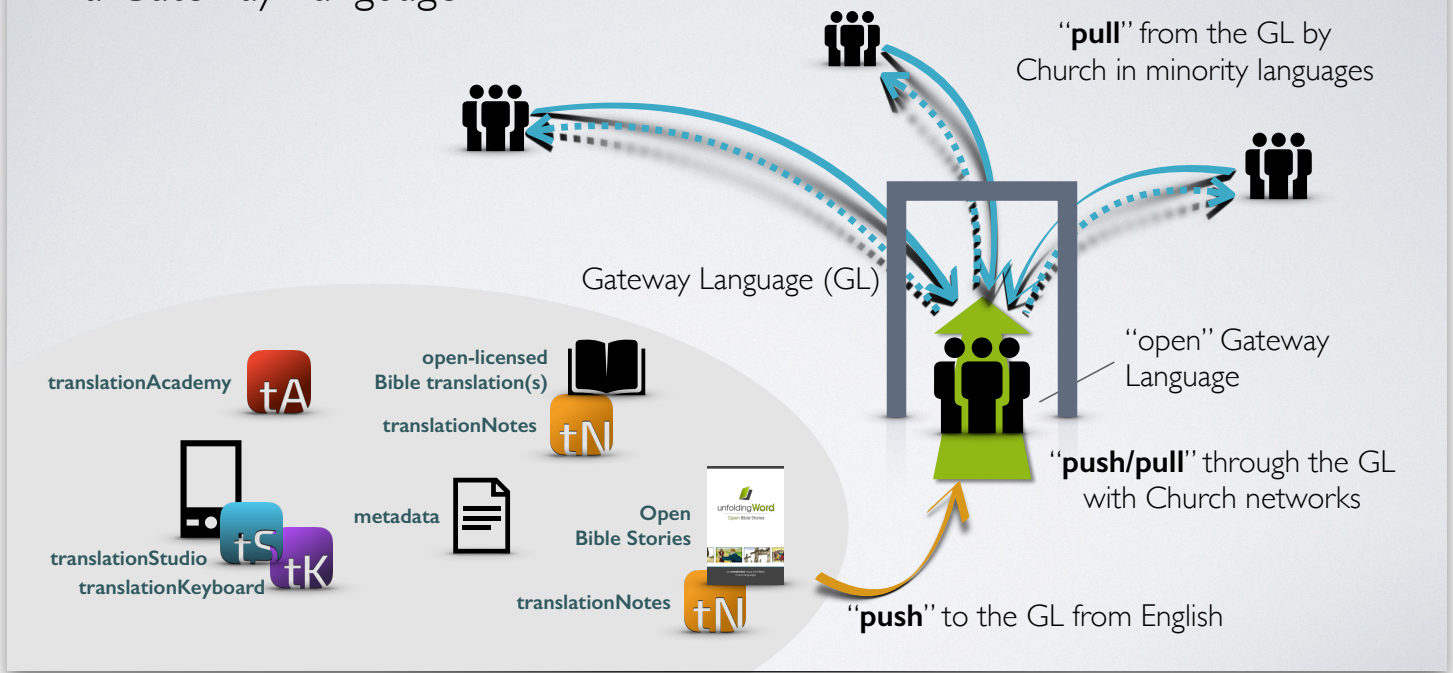 a Gateway Language
“pull” from the GL by
Church in minority languages
Gateway Language (GL)
“open” Gateway
Language
“push/pull” through the GL
with Church networks
“push” to the GL from English
translationAcademy
tA
open-licensed
Bible translation(s)
translationNotes
tN
translationStudio
tS
translationKeyboard
tK
metadata
Open
Bible Stories
unfoldingWord
Open Bible Stories
translationNotes
tN